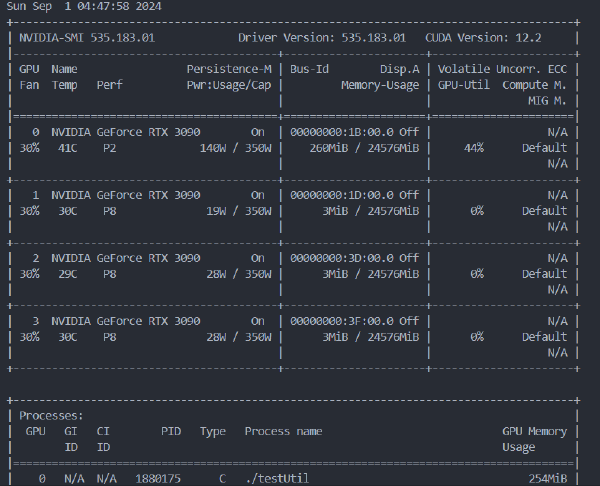 Sun Sep  1 04:47:58 2024
+---------------------------------------------------------------------------------------+
| NVIDIA-SMI 535.183.01             Driver Version: 535.183.01   CUDA Version: 12.2     |
|-----------------------------------------+----------------------+----------------------+
| GPU  Name                 Persistence-M | Bus-Id        Disp.A | Volatile Uncorr. ECC |
| Fan  Temp   Perf          Pwr:Usage/Cap |         Memory-Usage | GPU-Util  Compute M. |
|                                         |                      |               MIG M. |
|=========================================+======================+======================|
|   0  NVIDIA GeForce RTX 3090        On  | 00000000:1B:00.0 Off |                  N/A |
| 30%   41C    P2             140W / 350W |    260MiB / 24576MiB |     44%      Default |
|                                         |                      |                  N/A |
+-----------------------------------------+----------------------+----------------------+
|   1  NVIDIA GeForce RTX 3090        On  | 00000000:1D:00.0 Off |                  N/A |
| 30%   30C    P8              19W / 350W |      3MiB / 24576MiB |      0%      Default |
|                                         |                      |                  N/A |
+-----------------------------------------+----------------------+----------------------+
|   2  NVIDIA GeForce RTX 3090        On  | 00000000:3D:00.0 Off |                  N/A |
| 30%   29C    P8              28W / 350W |      3MiB / 24576MiB |      0%      Default |
|                                         |                      |                  N/A |
+-----------------------------------------+----------------------+----------------------+
|   3  NVIDIA GeForce RTX 3090        On  | 00000000:3F:00.0 Off |                  N/A |
| 30%   30C    P8              28W / 350W |      3MiB / 24576MiB |      0%      Default |
|                                         |                      |                  N/A |
+-----------------------------------------+----------------------+----------------------+

+---------------------------------------------------------------------------------------+
| Processes:                                                                            |
|  GPU   GI   CI        PID   Type   Process name                            GPU Memory |
|        ID   ID                                                             Usage      |
|=======================================================================================|
|    0   N/A  N/A   1880175      C   ./testUtil                                  254MiB |